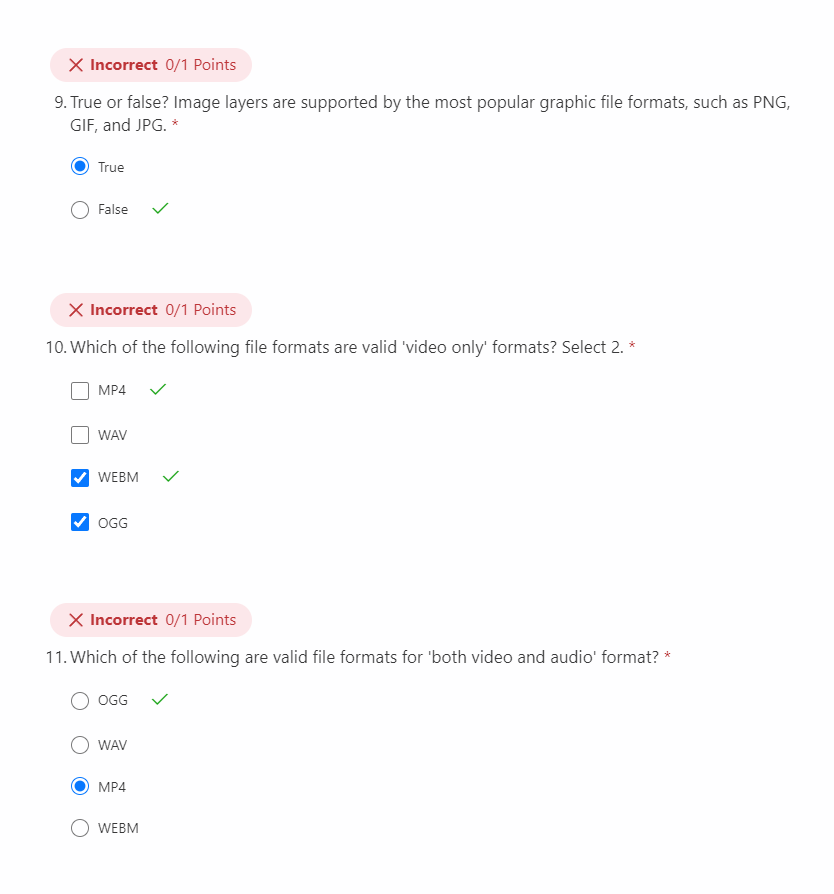 Incorrect 0/1 Points
9. True or false? Image layers are supported by the most popular graphic file formats, such as PNG,
GIF, and JPG. *
True
False
Incorrect 0/1 Points
10. Which of the following file formats are valid 'video only' formats? Select 2. *
MP4
WAV
WEBM
OGG
Incorrect 0/1 Points
11. Which of the following are valid file formats for 'both video and audio' format? *
OGG
WAV
MP4
WEBM